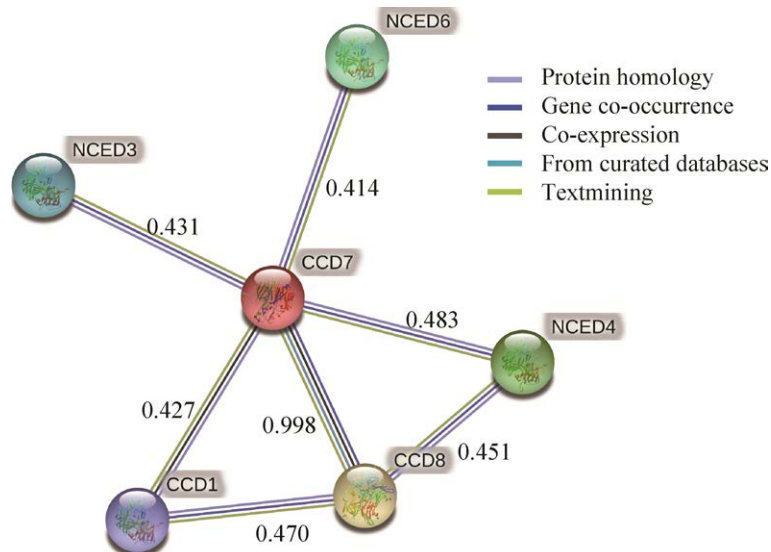 NCED6
Protein homology
Gene co-occurrence
Co-expression
From curated databases
Textmining
NCED3
0.414
0.431
CCD7
0.483
NCED4
0.427
0.998
0.451
CCD8
CCD1
0.470